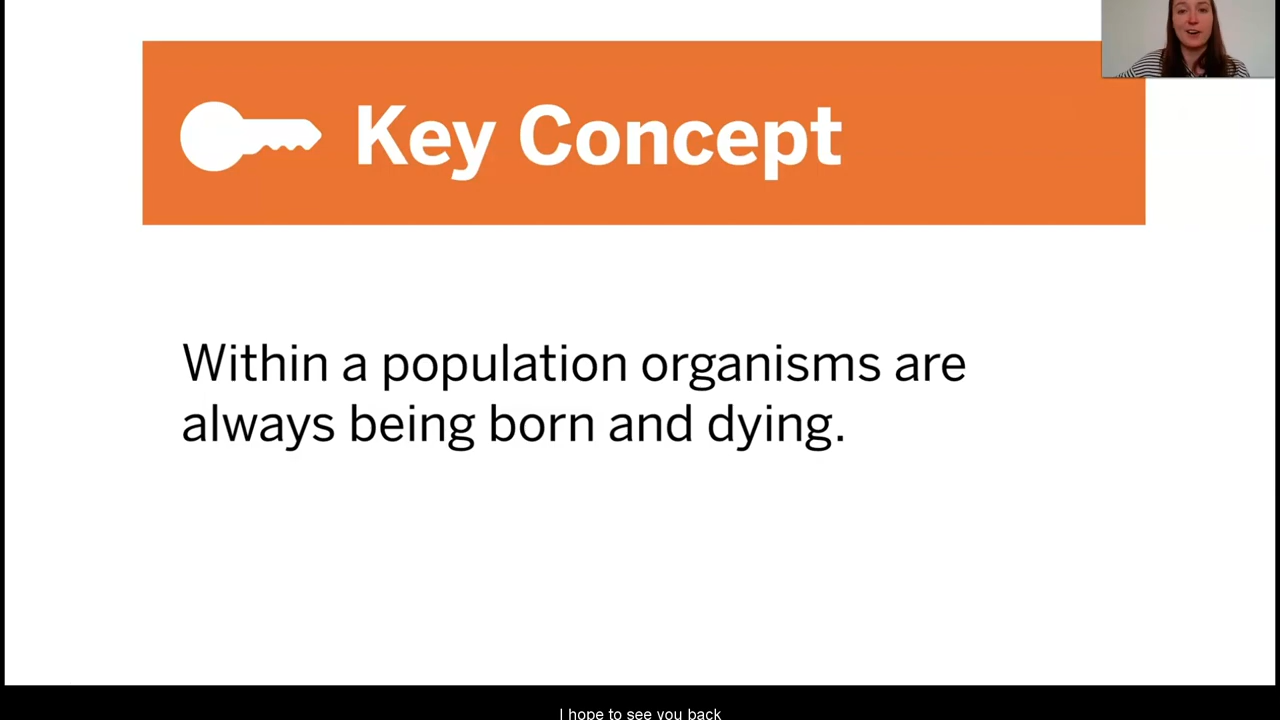 Key Concept
Within a population organisms are
always being born and dying.
I hope to see you back